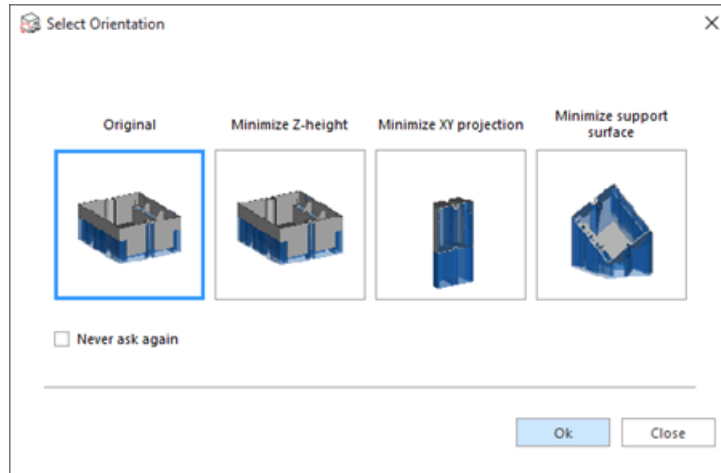 Select Orientation
Original
Minimize Z-height
Minimize XY projection
Minimize support
surface
Never ask again
Ok
Close